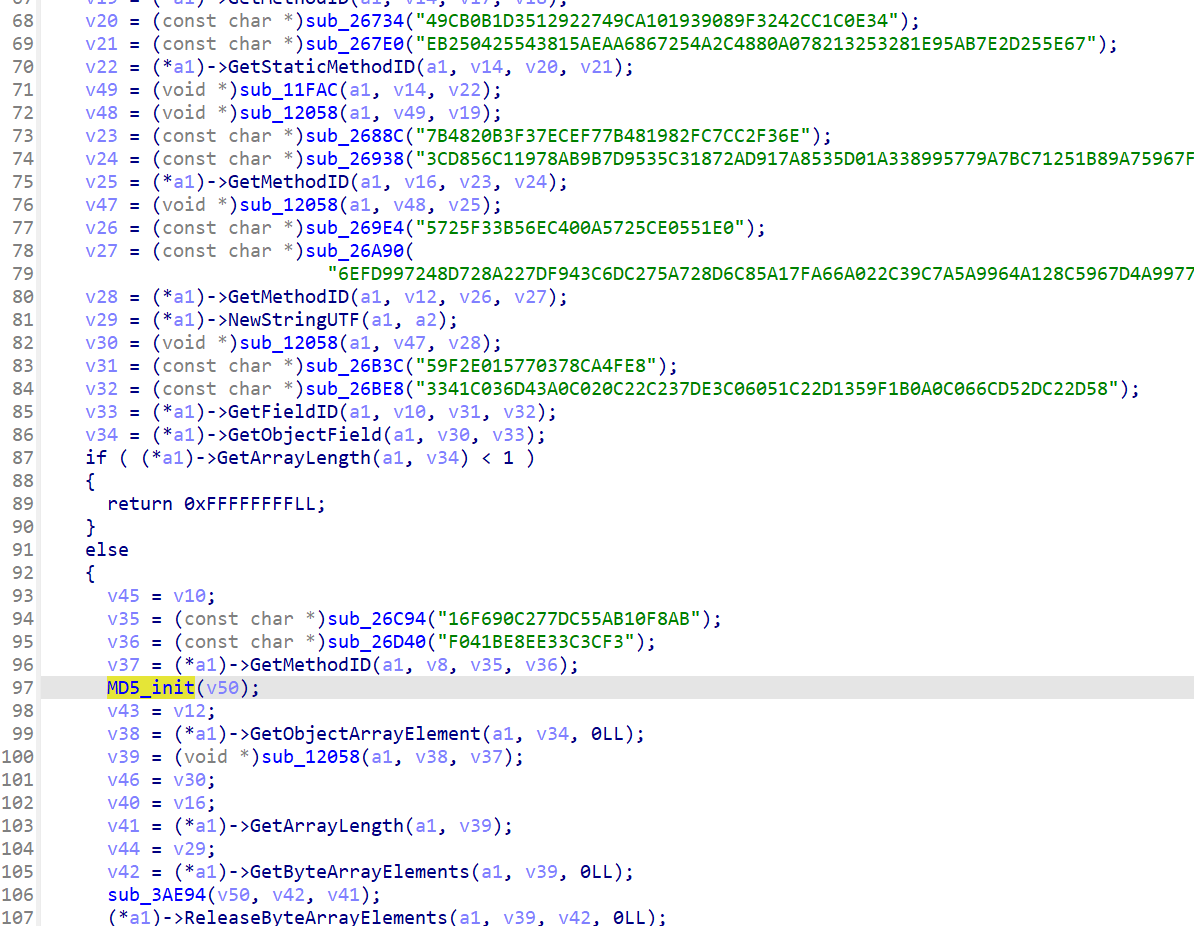 68 v20 = (const char *)sub_26734("49CB0B1D3512922749CA101939089F3242CC1C0E34");
69 v21 = (const char *)sub_267E0("EB250425543815AEAA6867254A2C4880A078213253281E95AB7E2D255E67");
70 v22 = (*a1)->GetStaticMethodID(a1, v14, v20, v21);
71 v49 = (void *)sub_11FAC(a1, v14, v22);
72 v48 = (void *)sub_12058(a1, v49, v19);
73 v23 = (const char *)sub_2688C("7B4820B3F37ECEF77B481982FC7CC2F36E");
74 v24 = (const char *)sub_26938("3CD856C11978AB9B7D9535C31872AD917A8535D01A338995779A7BC71251B89A75967F
75 v25 = (*a1)->GetMethodID(a1, v16, v23, v24);
76 v47 = (void *)sub_12058(a1, v48, v25);
77 v26 = (const char *)sub_269E4("5725F33B56EC400A5725CE0551E0");
78 v27 = (const char *)sub_26A90(
79 "6EFD997248D728A227DF943C6DC275A728D6C85A17FA66A022C39C7A5A9964A128C5967D4A9977
80 v28 = (*a1)->GetMethodID(a1, v12, v26, v27);
81 v29 = (*a1)->NewStringUTF(a1, a2);
82 v30 = (void *)sub_12058(a1, v47, v28);
83 v31 = (const char *)sub_26B3C("59F2E015770378CA4FE8");
84 v32 = (const char *)sub_26BE8("3341C036D43A0C020C22C237DE3C06051C22D1359F1B0A0C066CD52DC22D58");
85 v33 = (*a1)->GetFieldID(a1, v10, v31, v32);
86 v34 = (*a1)->GetObjectField(a1, v30, v33);
87 if ( (*a1)->GetArrayLength(a1, v34) < 1 )
88 {
89 return 0xFFFFFFFFLL;
90 }
91 else
92 {
93 v45 = v10;
94 v35 = (const char *)sub_26C94("16F690C277DC55AB10F8AB");
95 v36 = (const char *)sub_26D40("F041BE8EE33C3CF3");
96 v37 = (*a1)->GetMethodID(a1, v8, v35, v36);
97 MD5_init(v50);
98 v43 = v12;
99 v38 = (*a1)->GetObjectArrayElement(a1, v34, 0LL);
100 v39 = (void *)sub_12058(a1, v38, v37);
101 v46 = v30;
102 v40 = v16;
103 v41 = (*a1)->GetArrayLength(a1, v39);
104 v44 = v29;
105 v42 = (*a1)->GetByteArrayElements(a1, v39, 0LL);
106 sub_3AE94(v50, v42, v41);
107 (*a1)->ReleaseByteArrayElements(a1, v39, v42, 0LL);